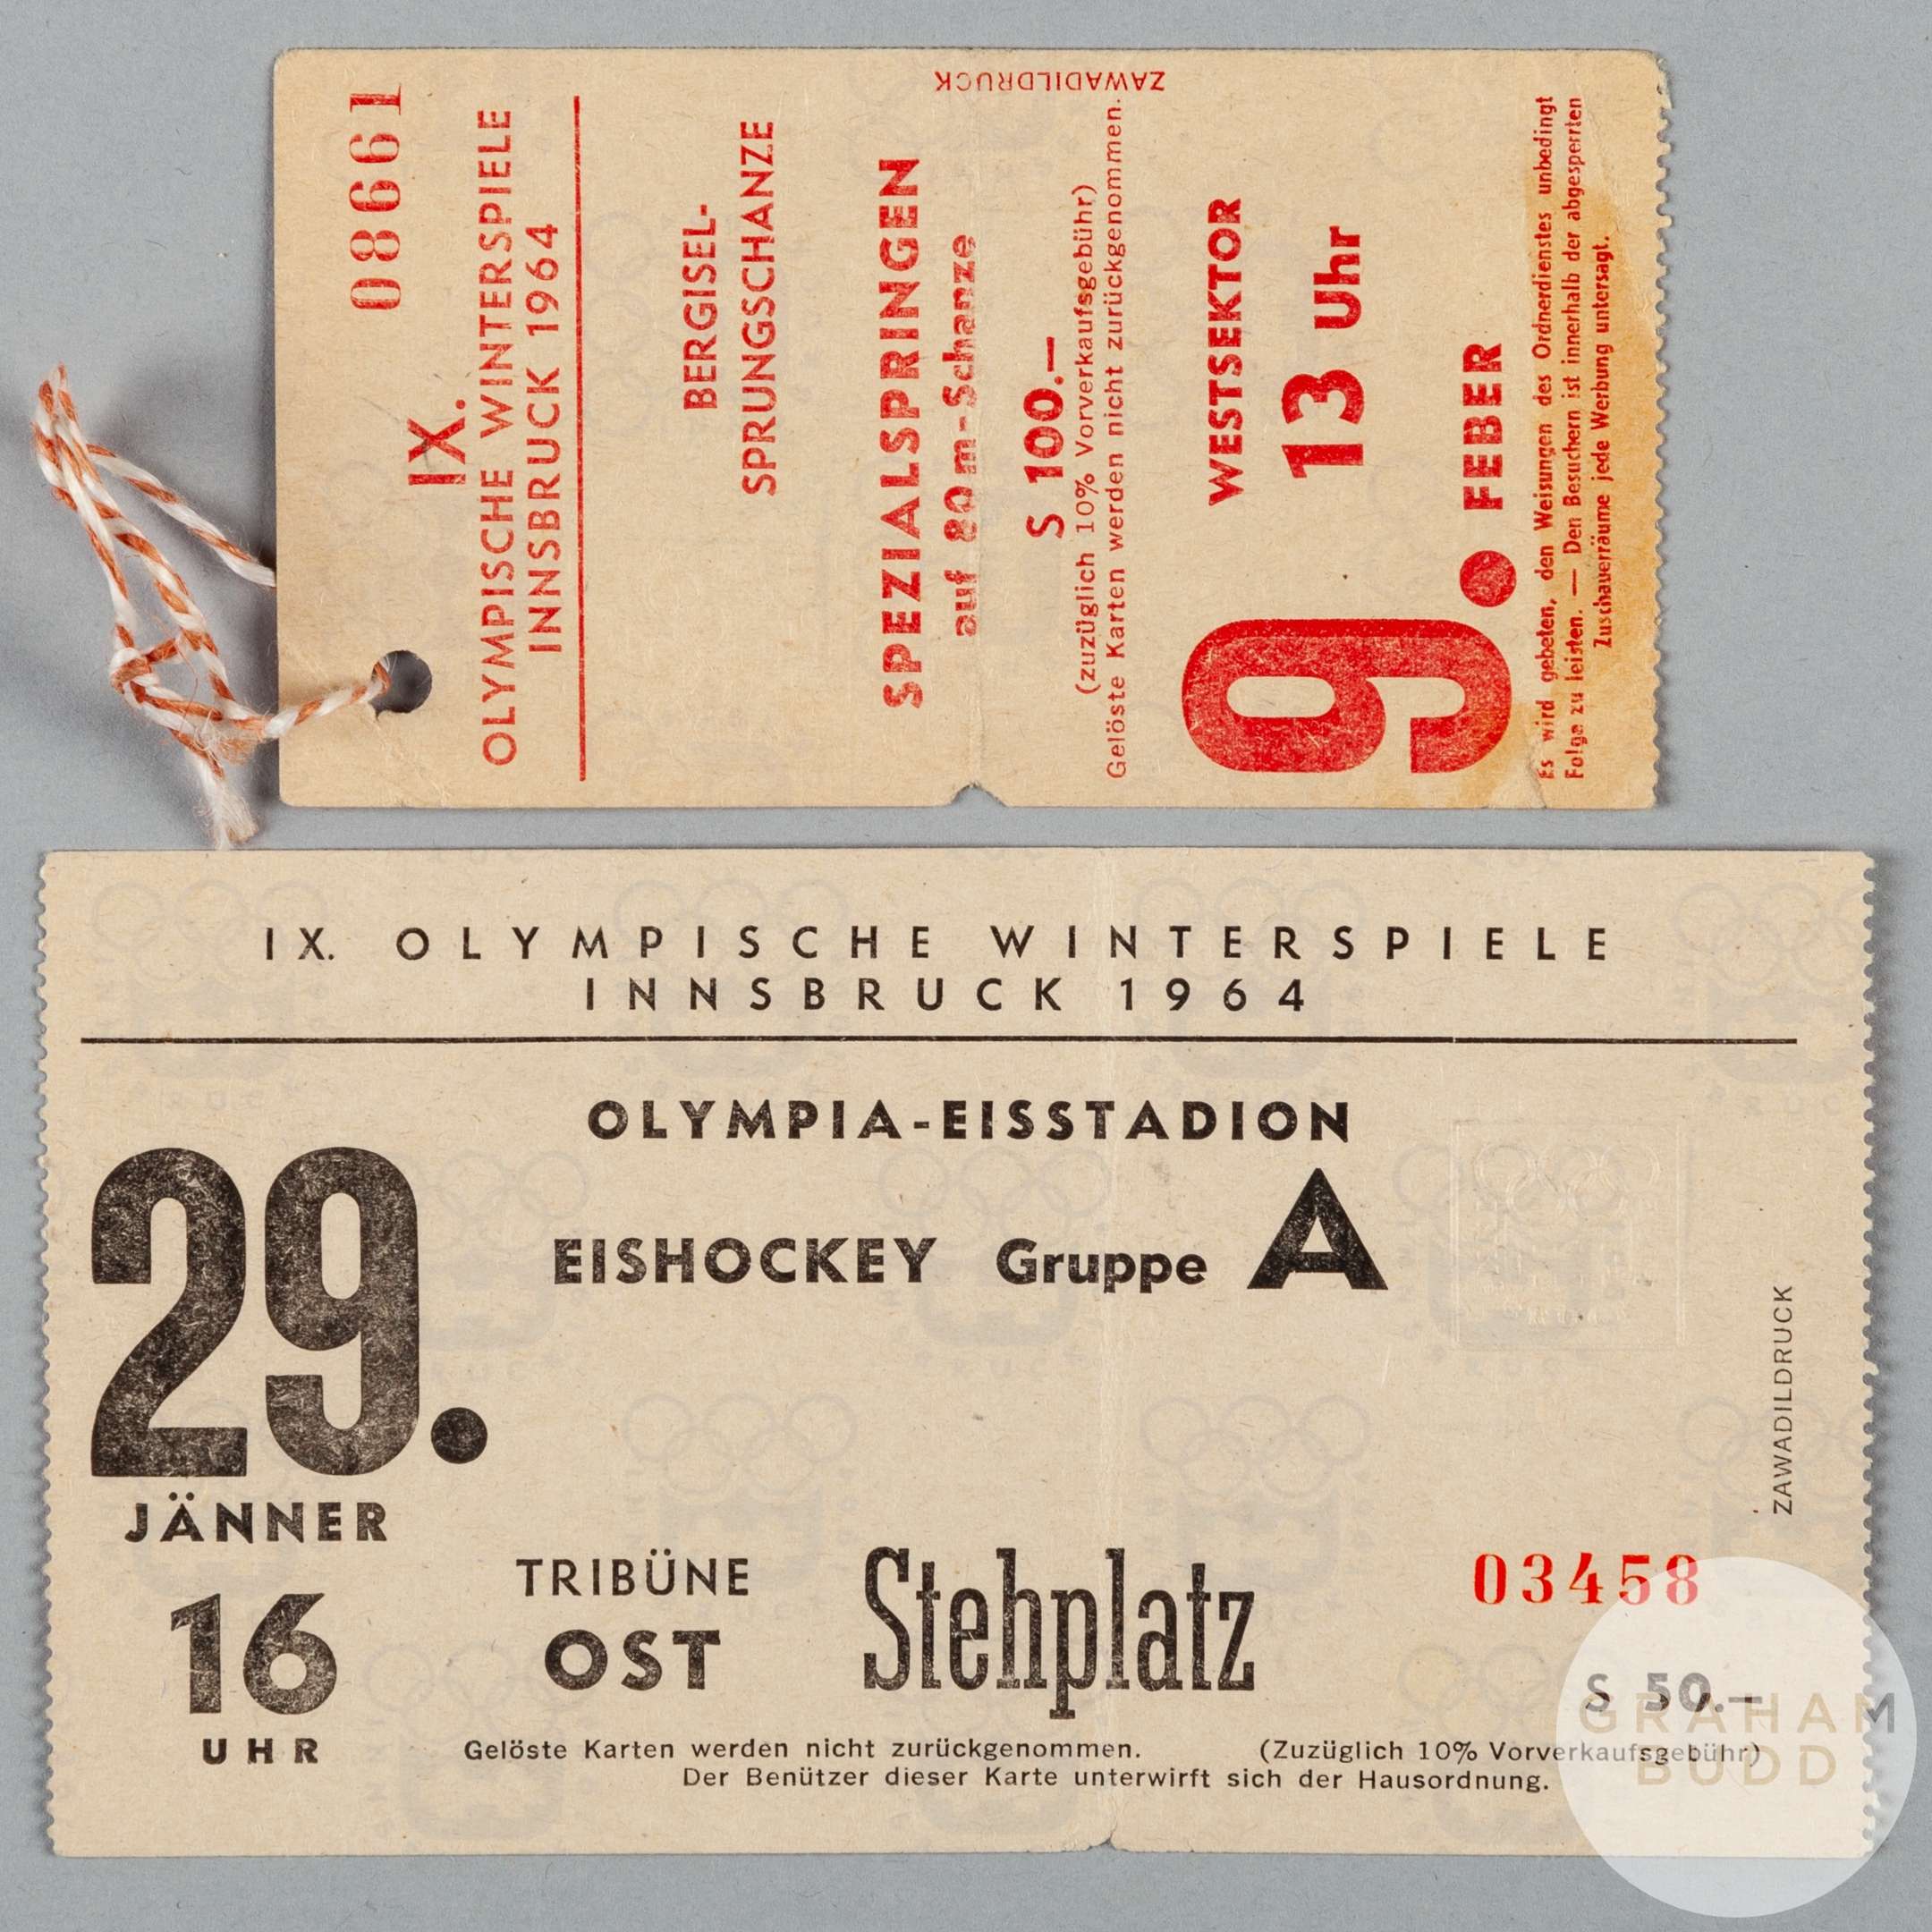 08661
IX.
OLYMPISCHE WINTERSPIELE
INNSBRUCK 1964
BERGISEL-
SPRUNGSCHANZE
SPEZIALSPRINGEN
auf 80 m-Schanze
S 100.—
(zuzüglich 10% Vorverkaufsgebühr)
Gelöste Karten werden nicht zurückgenommen.
ZAWADILDRUCK
WESTSEKTOR
13 Uhr
9. FEBER
Es wird gebeten, den Weisungen des Ordnerdienstes unbedingt
Folge zu leisten. — Den Besuchern ist innerhalb der abgesperrten
Zuschauerräume jede Werbung untersagt.
IX. OLYMPISCHE WINTERSPIELE
INNSBRUCK 1964
OLYMPIA-EISSTADION
29.
EISHOCKEY Gruppe A
JÄNNER
16
UHR
TRIBÜNE
OST
Stehplatz
ZAWADILDRUCK
03458
S 50.—
Gelöste Karten werden nicht zurückgenommen. (Zuzüglich 10% Vorverkaufsgebühr)
Der Benützer dieser Karte unterwirft sich der Hausordnung.
GRAHAM
BUDD